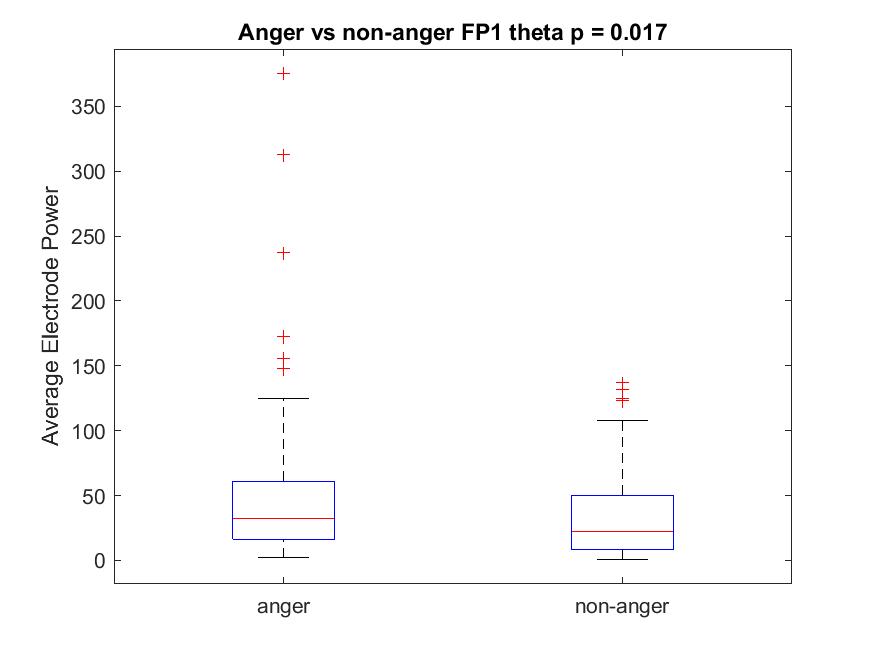 Anger vs non-anger FP1 theta p = 0.017
Average Electrode Power
350
300
250
200
150
100
50
0
anger
non-anger